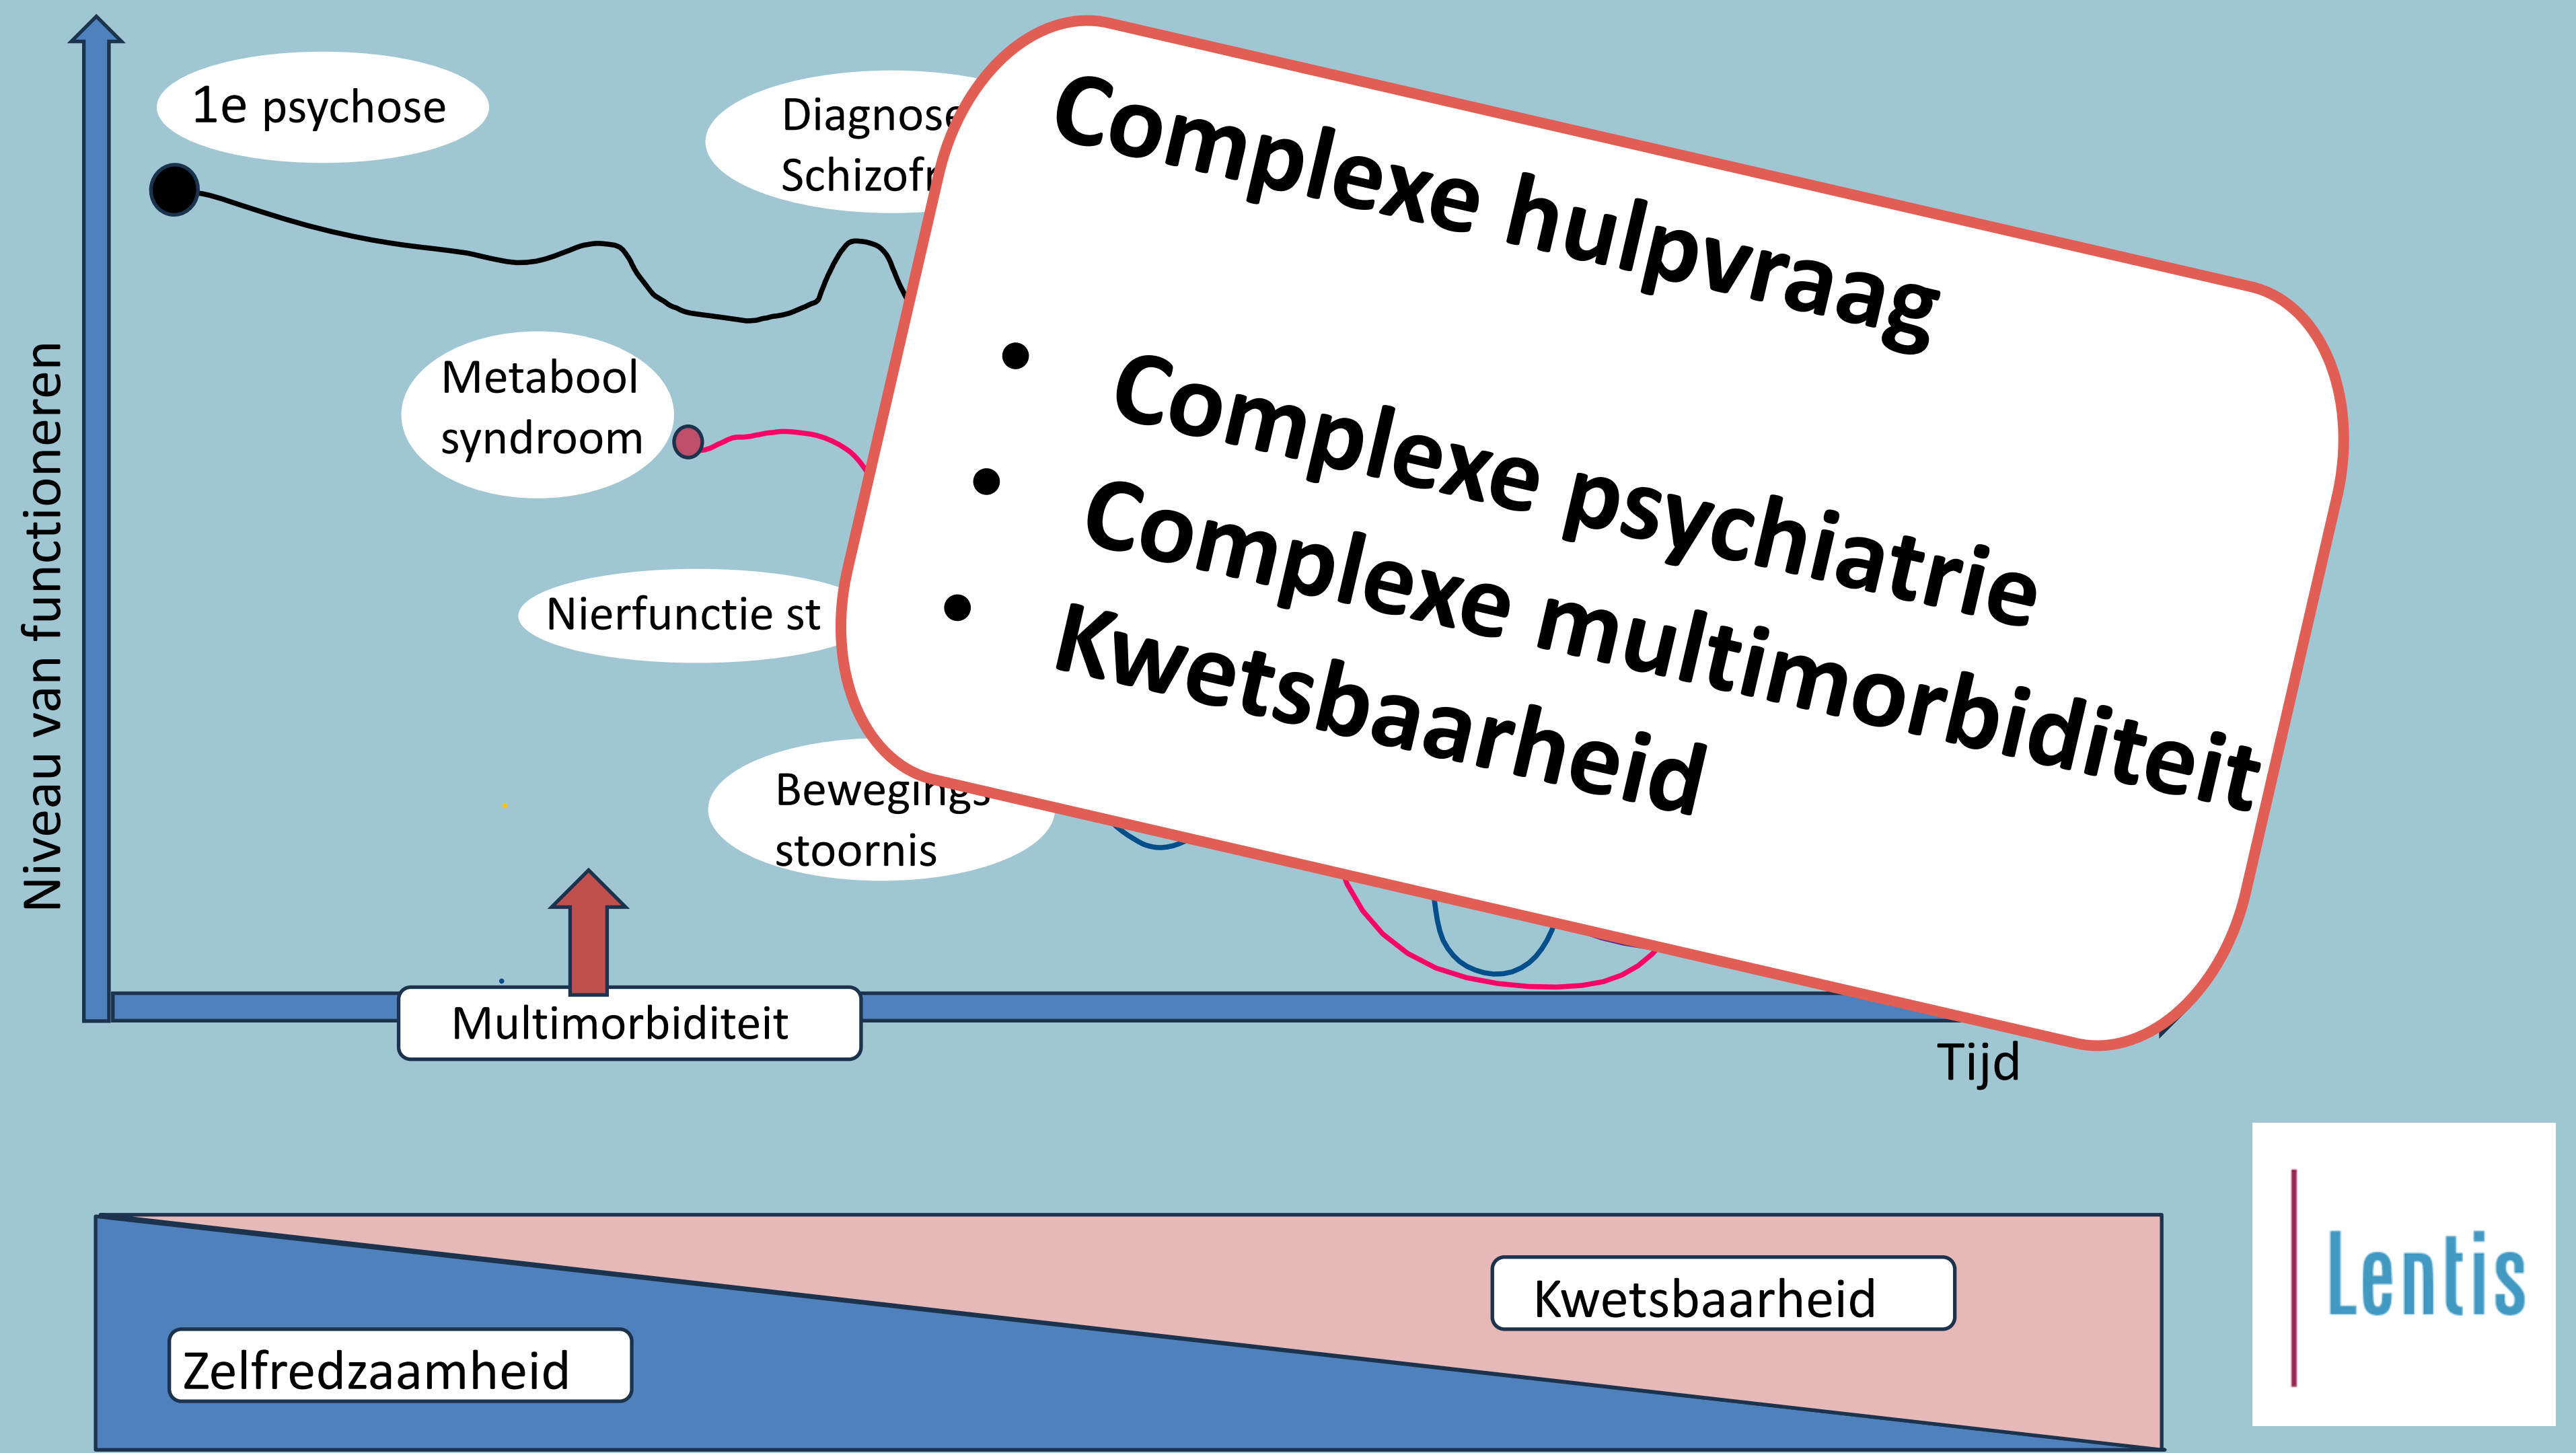 1e psychose
Diagnose
Schizofr
Metabool
syndroom
Nierfunctie st
Bewegings
stoornis
Niveau van functioneren
Multimorbiditeit
Tijd
Complexe hulpvraag
• Complexe psychiatrie
• Complexe multimorbiditeit
• Kwetsbaarheid
Kwetsbaarheid
Zelfredzaamheid
Lentis